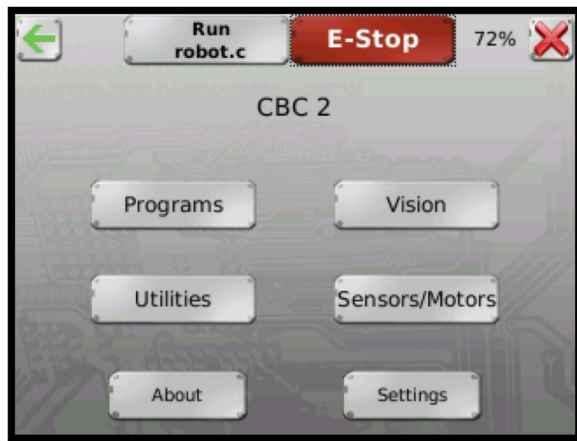 Run
robot.c
E-Stop
72%
CBC 2
Programs
Vision
Utilities
Sensors/Motors
About
Settings